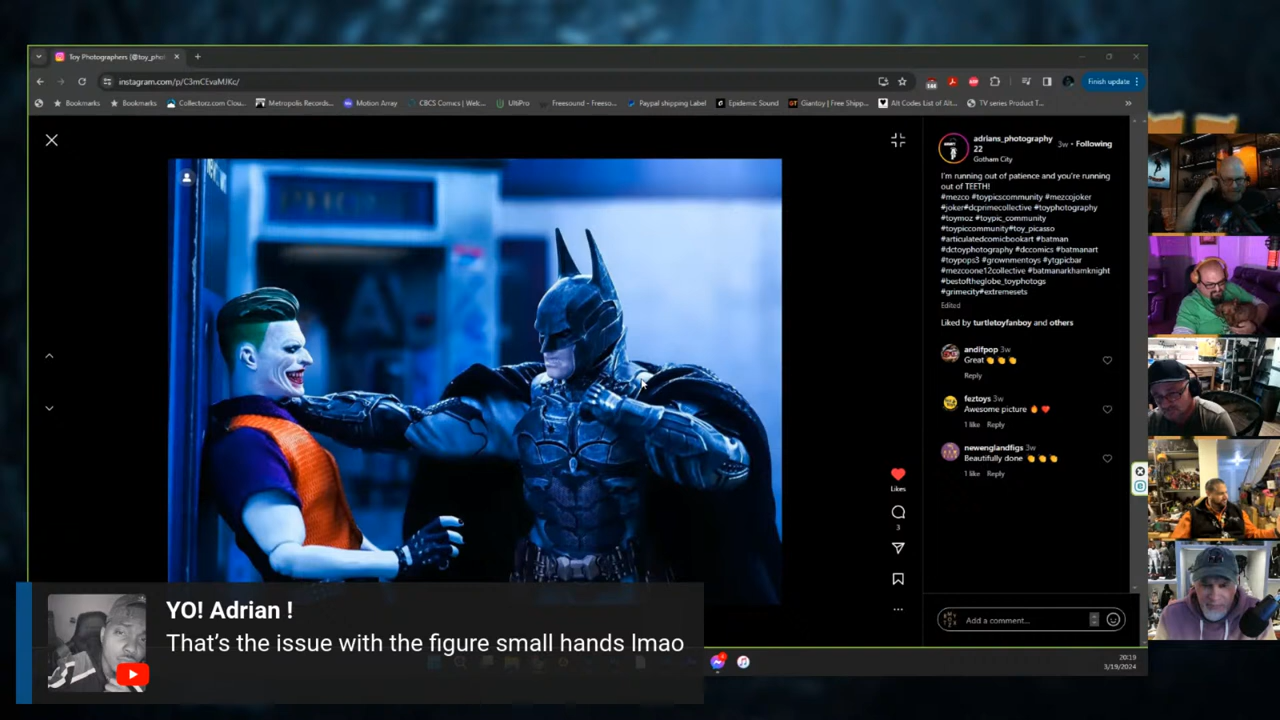 Toy Photographers (@toy_phot
instagram.com/p/C3mCEvaMJKc/
Finish update
Bookmarks
Bookmarks
Collectorz.com Clou...
Metropolis Records...
Motion Array
CBCS Comics | Welc...
UltiPro
Freesound - Freeso...
Paypal shipping Label
Epidemic Sound
Giantoy | Free Shipp...
Alt Codes List of Alt...
TV series Product T...
adrians_photography
22
3w • Following
Gotham City
I'm running out of patience and you're running
out of TEETH!
#mezco #toypicscommunity #mezcojoker
#joker#dcprimecollective #toyphotography
#toymoz #toypic_community
#toypiccommunity#toy_picasso
#articulatedcomicbookart #batman
#dctoyphotography #dccomics #batmanart
#toypops3 #grownmentoys #ytgpicbar
#mezcoone12collective #batmanarkhamknight
#bestoftheglobe_toyphotogs
#grimecity#extremesets
Edited
Liked by turtletoyfanboy and others
andifpop 3w
Great 👏 👏 👏
Reply
feztoys 3w
Awesome picture 🔥 ❤️
1 like Reply
newenglandfigs 3w
Beautifully done 👏 👏 👏
1 like Reply
Likes
3
Add a comment...
YO! Adrian !
That's the issue with the figure small hands lmao
20:19
3/19/2024